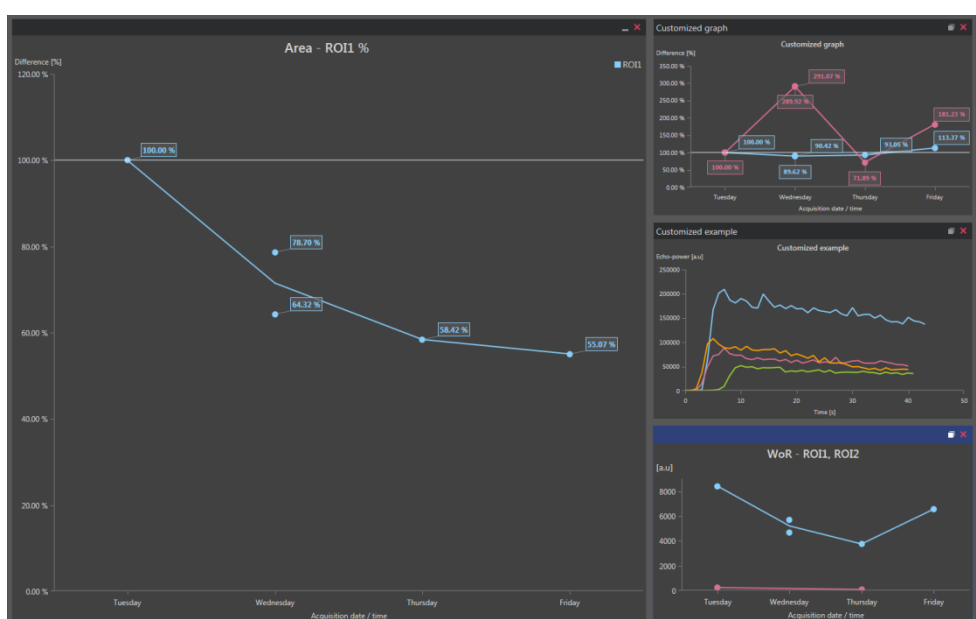 Area - ROI1 %
Difference [%]
ROI1
120.00 %
100.00 %
80.00 %
60.00 %
40.00 %
20.00 %
0.00 %
100.00 %
78.70 %
64.32 %
58.42 %
55.07 %
Tuesday Wednesday Thursday Friday
Acquisition date / time
Customized graph
Customized graph
Difference [%]
350.00 %
300.00 %
250.00 %
200.00 %
150.00 %
100.00 %
50.00 %
0.00 %
291.07 %
289.92 %
181.23 %
100.00 %
90.42 %
93.05 %
113.37 %
100.00 %
89.62 %
71.89 %
Tuesday Wednesday Thursday Friday
Acquisition date / time
Customized example
Customized example
Echo-power [a.u]
250000
200000
150000
100000
50000
0
0 10 20 30 40 50
Time [s]
WoR - ROI1, ROI2
[a.u]
8000
6000
4000
2000
0
Tuesday Wednesday Thursday Friday
Acquisition date / time